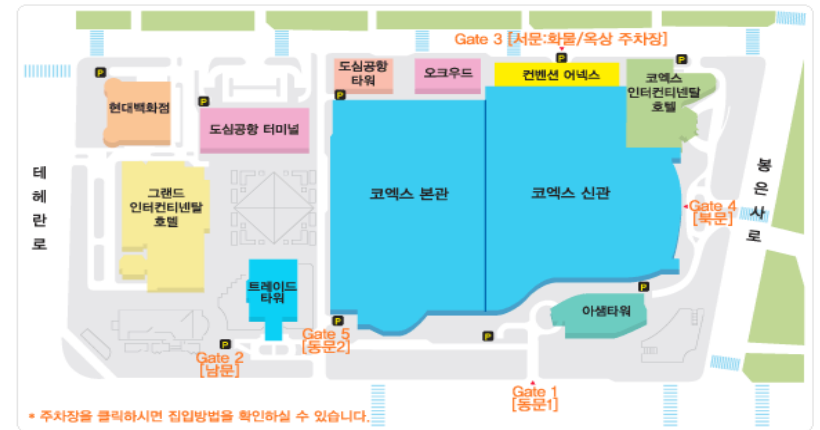 Gate 3 [서문:화물/옥상 주차장]
P
P
P
현대백화점
P
도심공항
타워
P
오크우드
컨벤션 어넥스
코엑스
인터컨티넨탈
호텔
도심공항 터미널
테
헤
란
로
그랜드
인터컨티넨탈
호텔
코엑스 본관
코엑스 신관
봉
은
사
로
Gate 4
[북문]
트레이드
타워
P
아셈타워
P
Gate 5
[동문2]
P
P
Gate 2
[남문]
Gate 1
[동문1]
* 주차장을 클릭하시면 집입방법을 확인하실 수 있습니다.